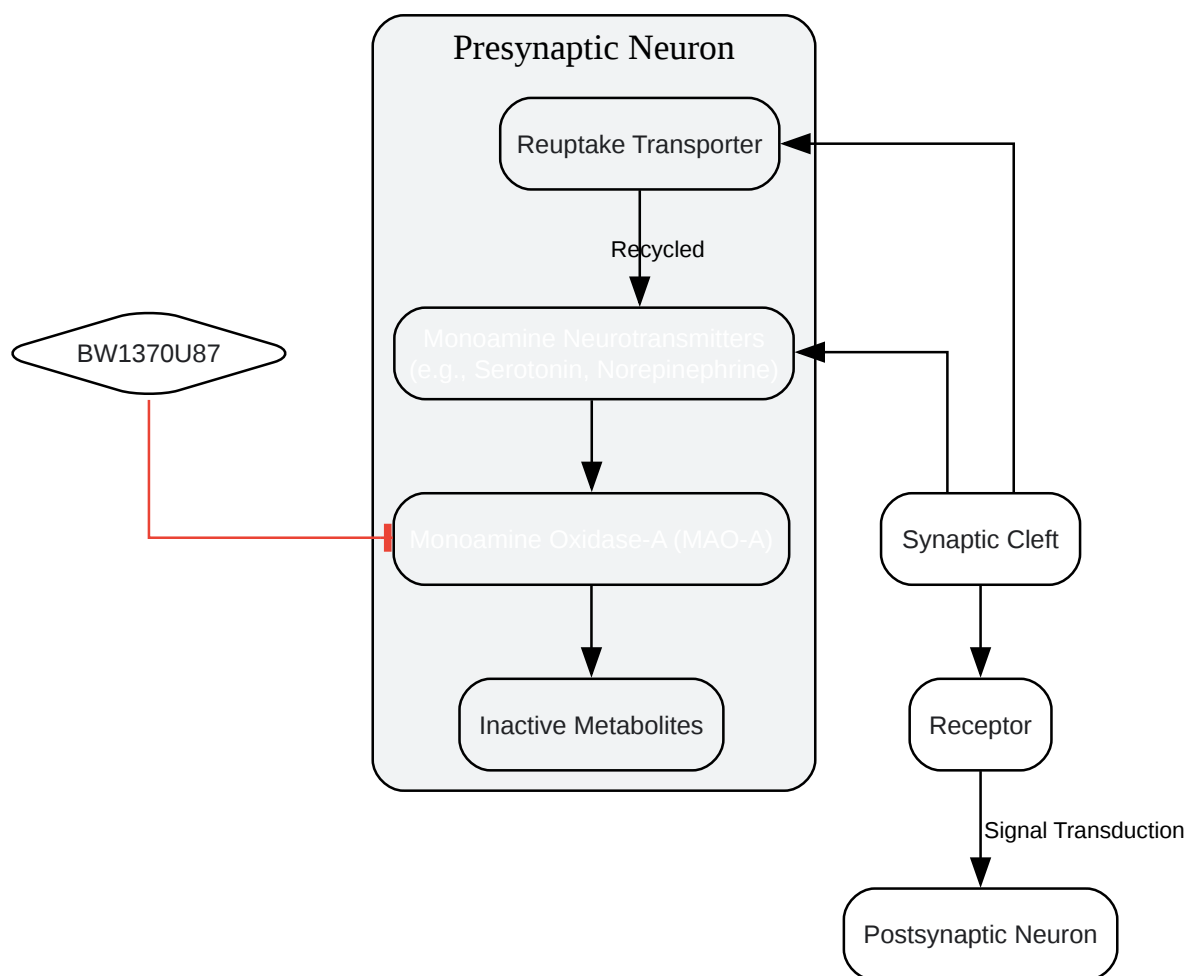 Presynaptic Neuron
Reuptake Transporter
Recycled
Monoamine Neurotransmitters
(e.g., Serotonin, Norepinephrine)
BW1370U87
Monoamine Oxidase-A (MAO-A)
Synaptic Cleft
Inactive Metabolites
Receptor
Signal Transduction
Postsynaptic Neuron